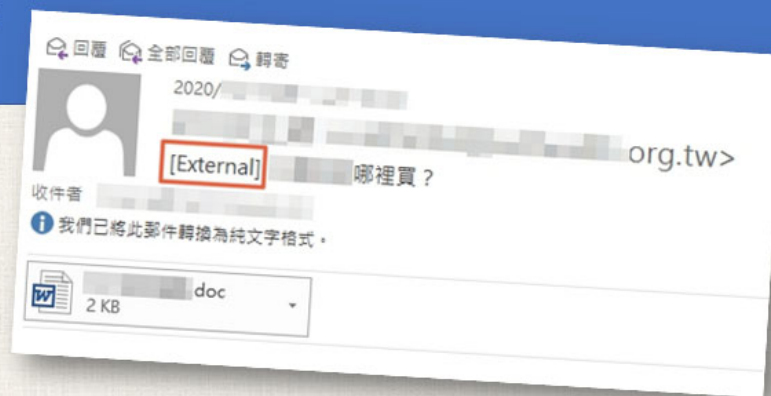 回覆 全部回覆 轉寄
2020/
org.tw>
[External] 哪裡買？
收件者
我們已將此郵件轉換為純文字格式。
doc
2 KB